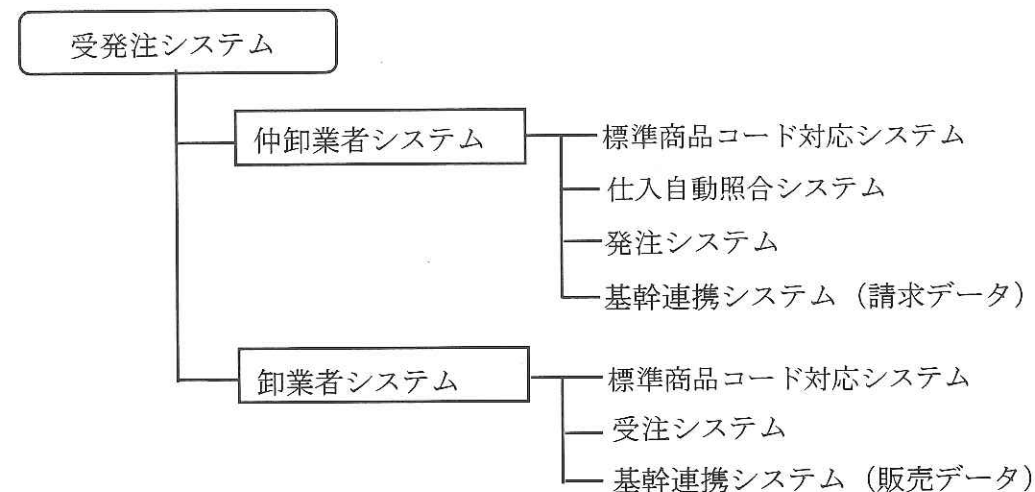 受発注システム
仲卸業者システム
標準商品コード対応システム
仕入自動照合システム
発注システム
基幹連携システム（請求データ）
卸業者システム
標準商品コード対応システム
受注システム
基幹連携システム（販売データ）